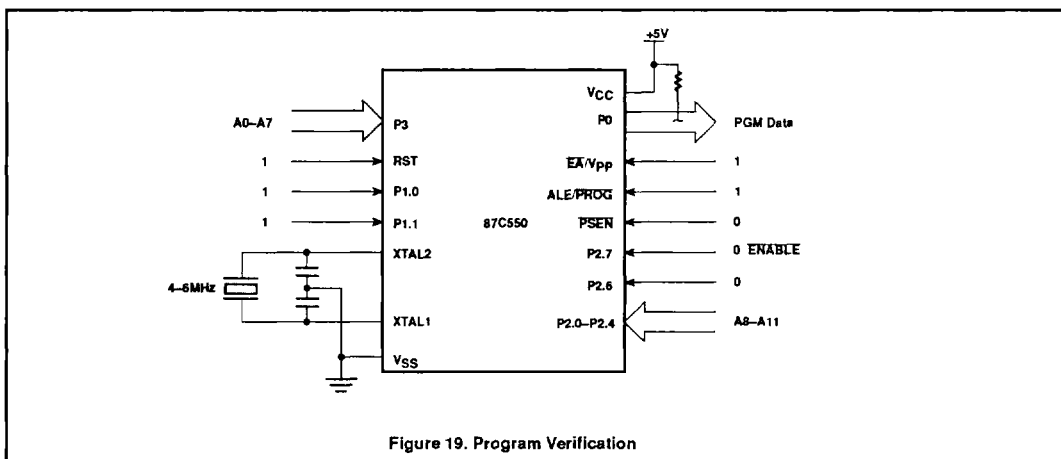 +5V
VCC
A0–A7
P3
P0
PGM Data
1
RST
EA/VPP
1
1
P1.0
ALE/PROG
1
1
P1.1
87C550
PSEN
0
XTAL2
P2.7
0 ENABLE
4–6MHz
P2.6
0
XTAL1
P2.0–P2.4
A8–A11
VSS
Figure 19. Program Verification